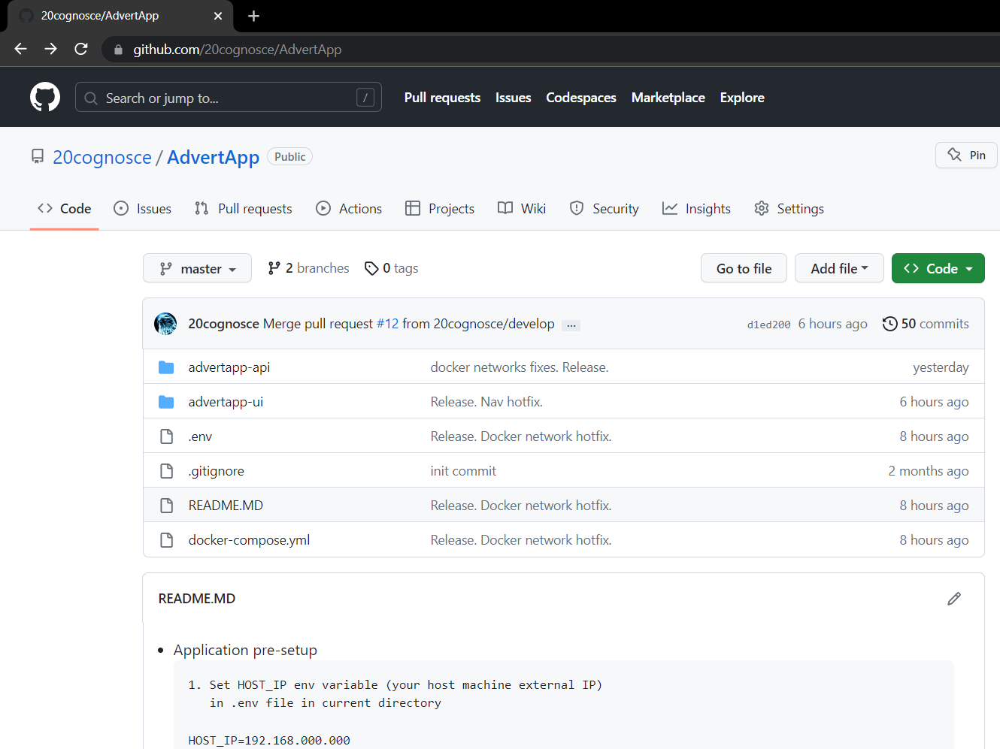 20cognosce/AdvertApp
github.com/20cognosce/AdvertApp
Search or jump to... / Pull requests Issues Codespaces Marketplace Explore
20cognosce / AdvertApp Public Pin
Code Issues Pull requests Actions Projects Wiki Security Insights Settings
master 2 branches 0 tags Go to file Add file Code
20cognosce Merge pull request #12 from 20cognosce/develop ... d1ed200 6 hours ago 50 commits
advertapp-api docker networks fixes. Release. yesterday
advertapp-ui Release. Nav hotfix. 6 hours ago
.env Release. Docker network hotfix. 8 hours ago
.gitignore init commit 2 months ago
README.MD Release. Docker network hotfix. 8 hours ago
docker-compose.yml Release. Docker network hotfix. 8 hours ago
README.MD
• Application pre-setup
1. Set HOST_IP env variable (your host machine external IP)
in .env file in current directory
HOST_IP=192.168.000.000